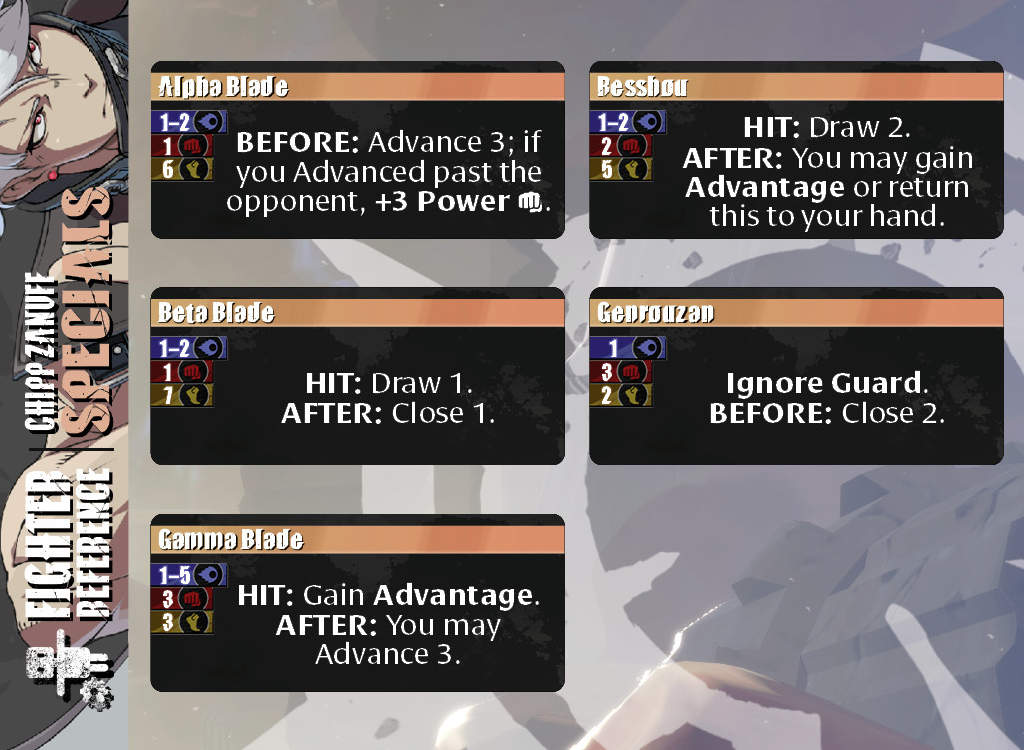 FIGHTER REFERENCE
CHIPP ZANUFF
SPECIALS
Alpha Blade
1–2
1
6
BEFORE: Advance 3; if
you Advanced past the
opponent, +3 Power.
Resshou
1–2
2
5
HIT: Draw 2.
AFTER: You may gain
Advantage or return
this to your hand.
Beta Blade
1–2
1
7
HIT: Draw 1.
AFTER: Close 1.
Genrouzan
1
3
2
Ignore Guard.
BEFORE: Close 2.
Gamma Blade
1–5
3
3
HIT: Gain Advantage.
AFTER: You may
Advance 3.